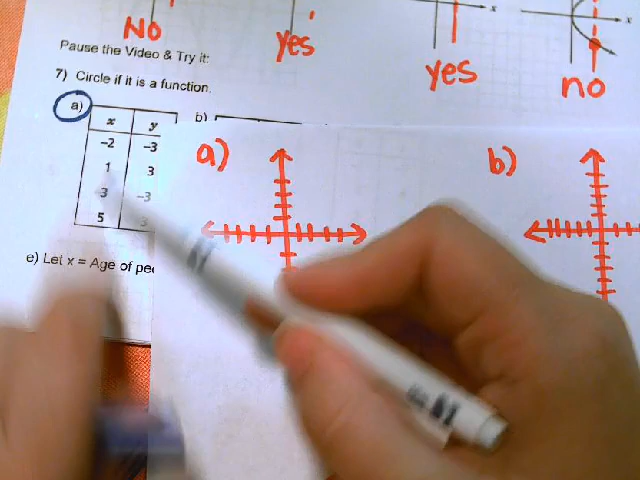 No
yes
yes
no
x
x
Pause the Video & Try it:
7) Circle if it is a function.
a)
b)
x y
-2 -3
1 3
3 -3
5 3
a)
b)
e) Let x = Age of